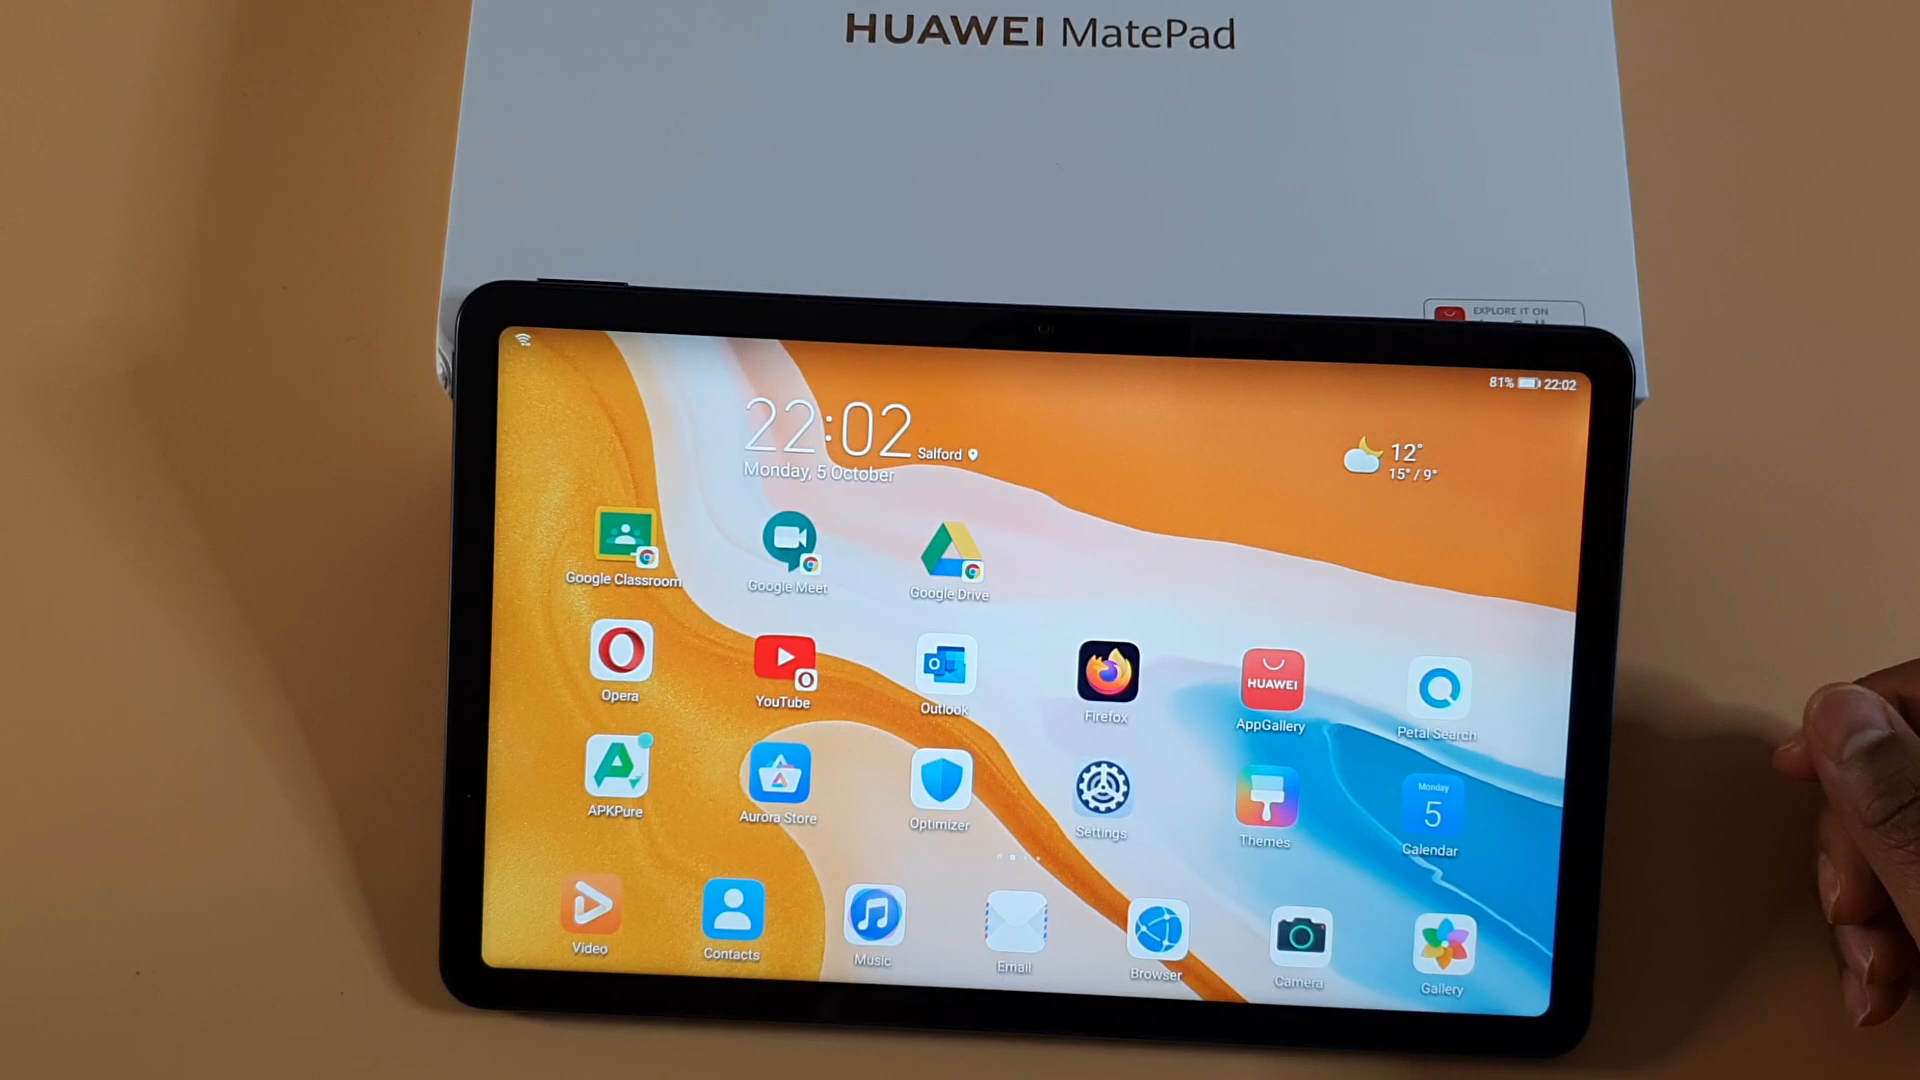 HUAWEI MatePad
EXPLORE IT ON
81% 22:02
22:02
Salford
Monday, 5 October
12°
15° / 9°
Google Classroom
Google Meet
Google Drive
Opera
YouTube
Outlook
Firefox
HUAWEI
AppGallery
Petal Search
APKPure
Aurora Store
Optimizer
Settings
Themes
Monday
5
Calendar
Video
Contacts
Music
Email
Browser
Camera
Gallery